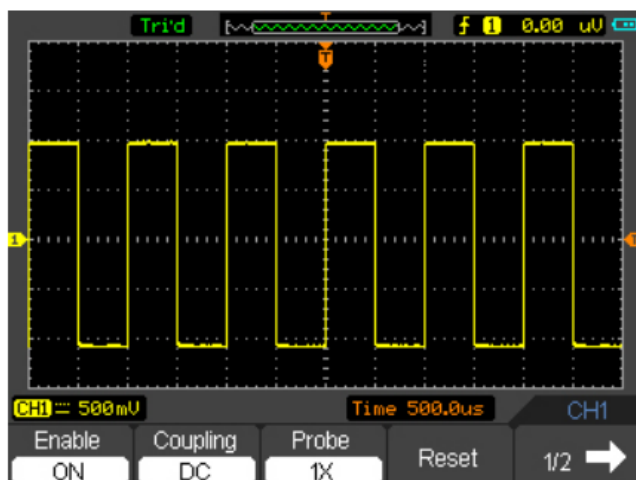 Tri'd T ƒ 1 0.00 uV
T
1
CH1 500mV Time 500.0us CH1
Enable Coupling Probe Reset 1/2
ON DC 1X